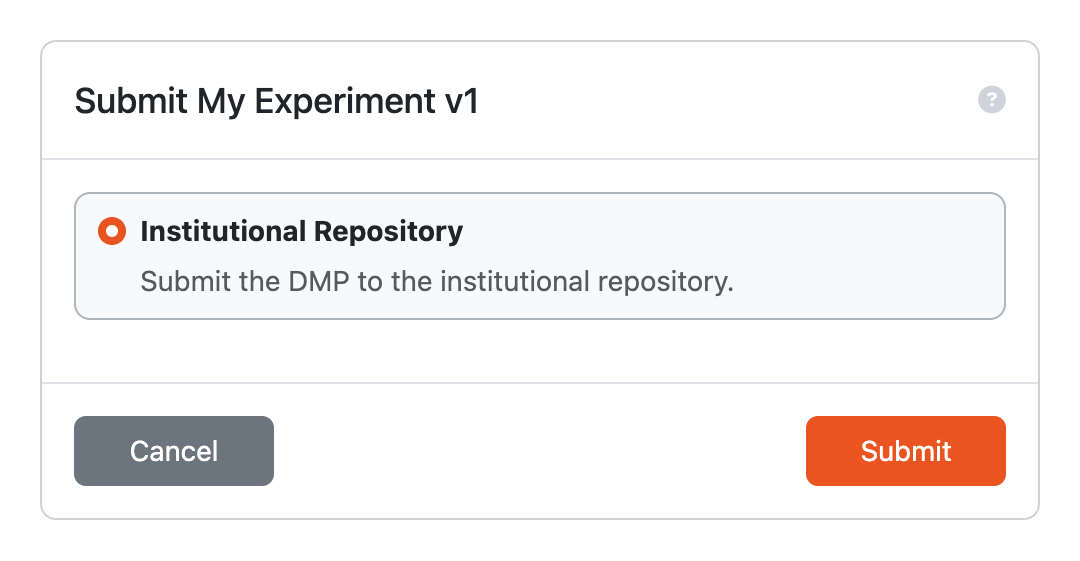 Submit My Experiment v1
?
Institutional Repository
Submit the DMP to the institutional repository.
Cancel
Submit